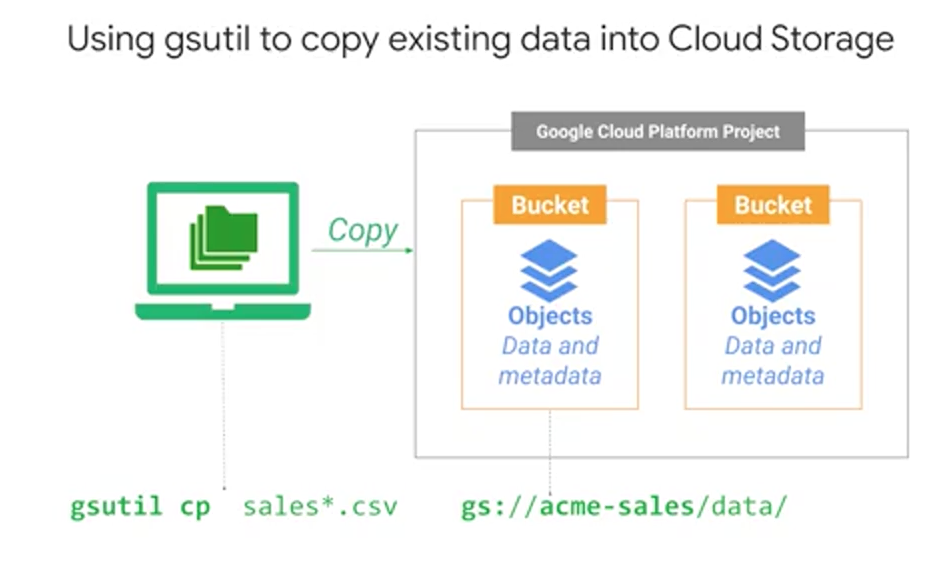 Using gsutil to copy existing data into Cloud Storage
Google Cloud Platform Project
Copy
Bucket
Objects
Data and
metadata
Bucket
Objects
Data and
metadata
gsutil cp sales*.csv gs://acme-sales/data/